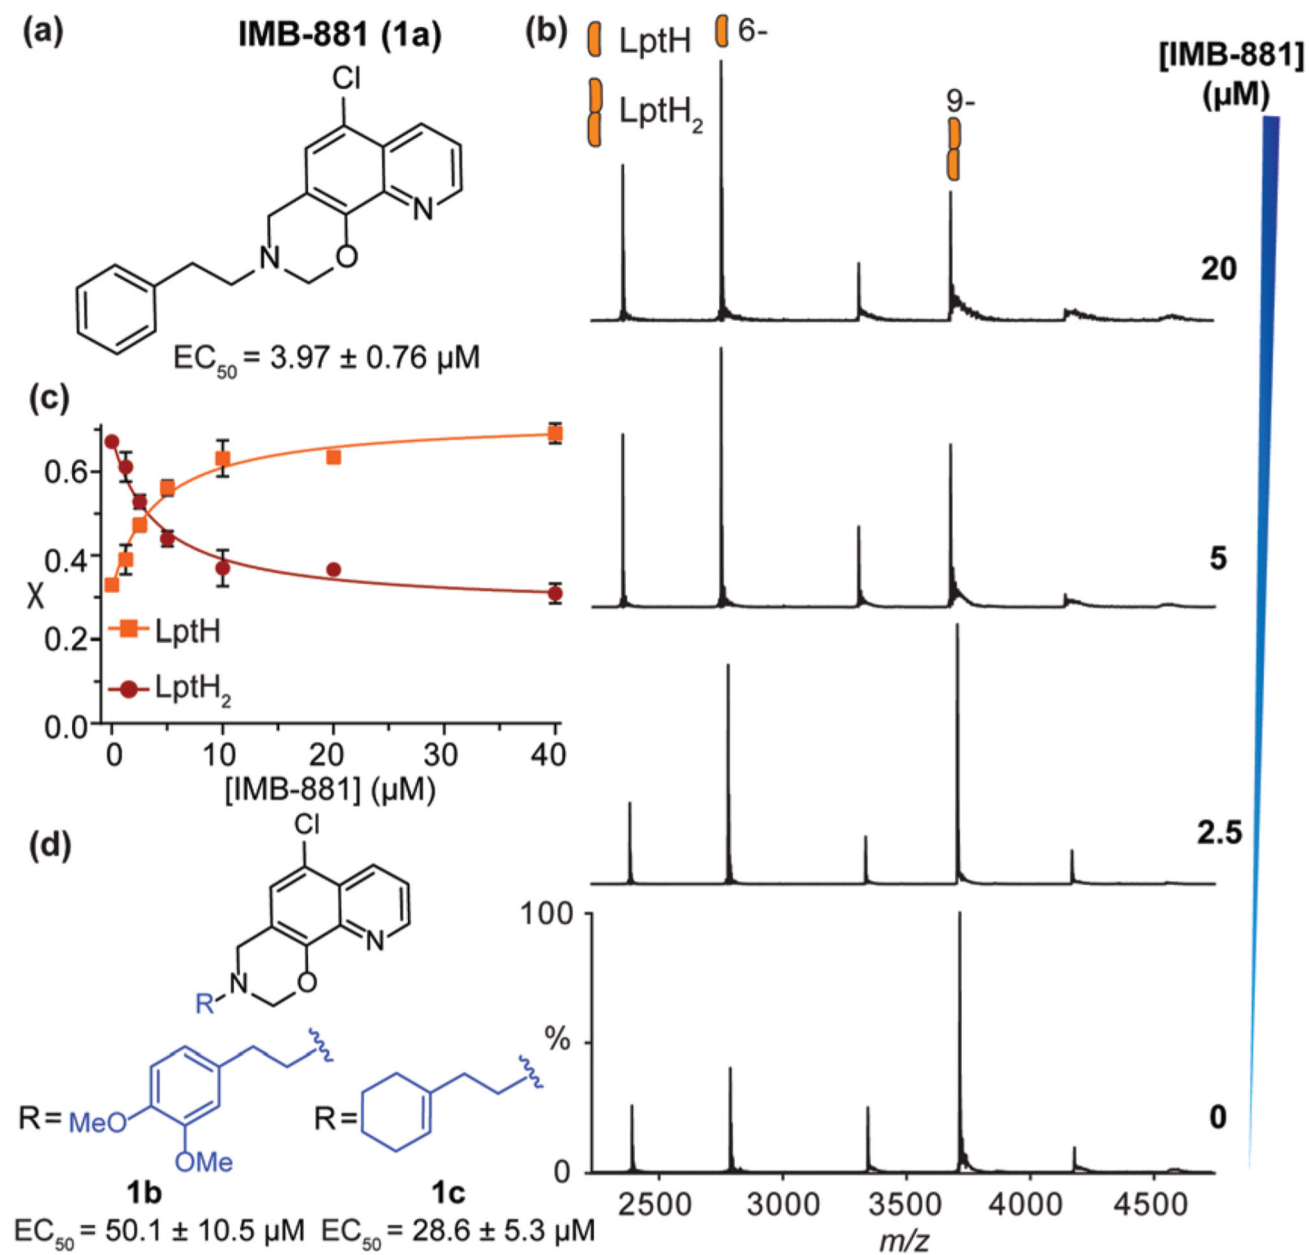 (a)
IMB-881 (1a)
Cl
N
N
O
EC50 = 3.97 ± 0.76 µM
(b)
LptH
LptH2
6-
9-
[IMB-881]
(µM)
20
5
2.5
0
100
%
0
2500 3000 3500 4000 4500
m/z
(c)
0.6
0.4
0.2
0.0
χ
LptH
LptH2
0 10 20 30 40
[IMB-881] (µM)
(d)
Cl
N
N
O
R
R= MeO
OMe
1b
EC50 = 50.1 ± 10.5 µM
R=
1c
EC50 = 28.6 ± 5.3 µM